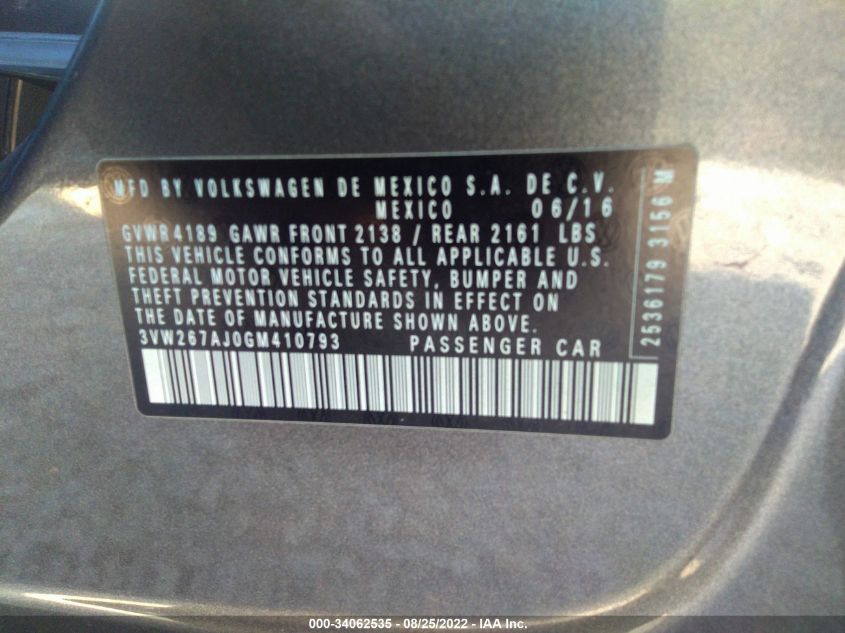 MFD BY VOLKSWAGEN DE MEXICO S.A. DE C.V.
MEXICO 06/16
GVWR 4189 GAWR FRONT 2138 / REAR 2161 LBS
THIS VEHICLE CONFORMS TO ALL APPLICABLE U.S.
FEDERAL MOTOR VEHICLE SAFETY, BUMPER AND
THEFT PREVENTION STANDARDS IN EFFECT ON
THE DATE OF MANUFACTURE SHOWN ABOVE.
3VW267AJ0GM410793 PASSENGER CAR
2536179 3156 M
000-34062535 - 08/25/2022 - IAA Inc.